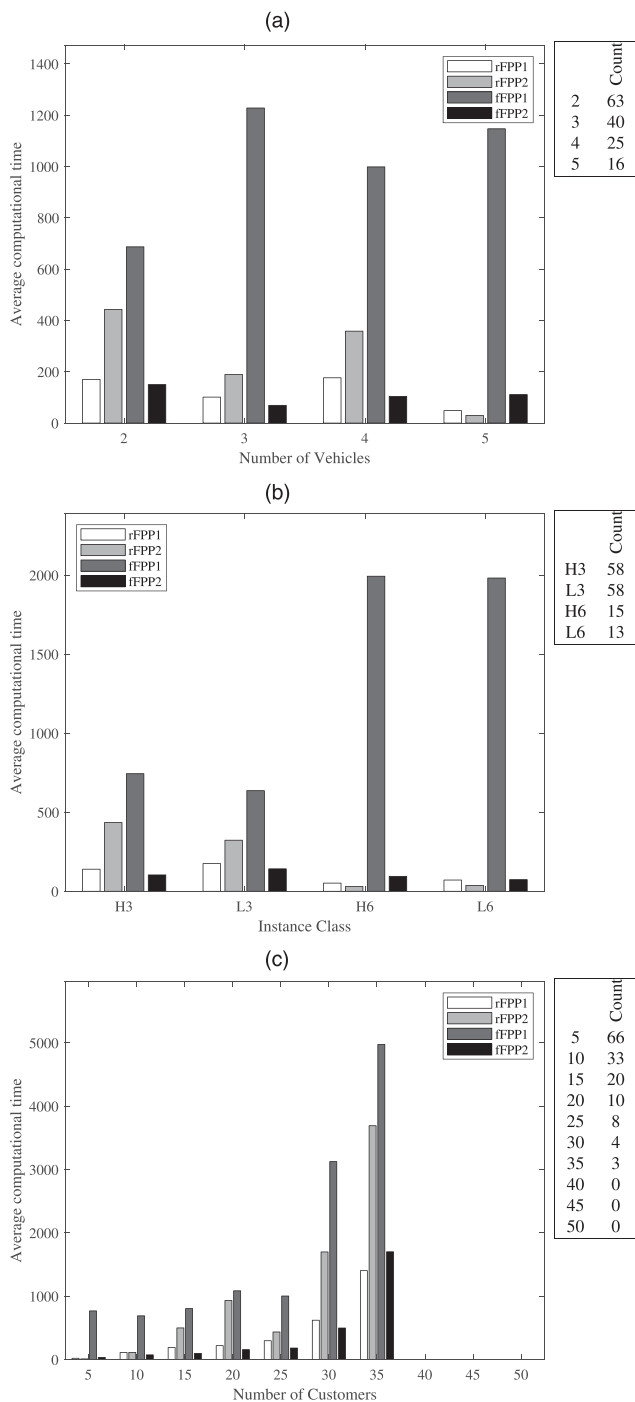 (a)
1400
1200
1000
800
600
400
200
0
Average computational time
rFPP1
rFPP2
fFPP1
fFPP2
2 3 4 5
Number of Vehicles
Count
2 63
3 40
4 25
5 16
(b)
2000
1500
1000
500
0
Average computational time
rFPP1
rFPP2
fFPP1
fFPP2
H3 L3 H6 L6
Instance Class
Count
H3 58
L3 58
H6 15
L6 13
(c)
5000
4000
3000
2000
1000
0
Average computational time
rFPP1
rFPP2
fFPP1
fFPP2
5 10 15 20 25 30 35 40 45 50
Number of Customers
Count
5 66
10 33
15 20
20 10
25 8
30 4
35 3
40 0
45 0
50 0